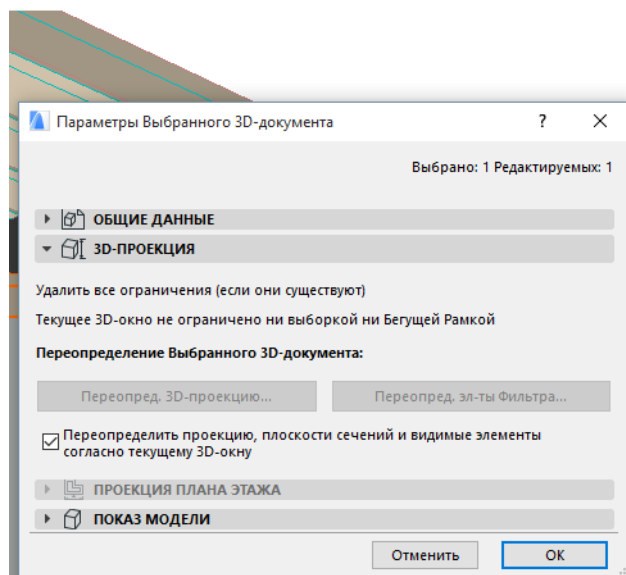 Параметры Выбранного 3D-документа ?
Выбрано: 1 Редактируемых: 1
ОБЩИЕ ДАННЫЕ
3D-ПРОЕКЦИЯ
Удалить все ограничения (если они существуют)
Текущее 3D-окно не ограничено ни выборкой ни Бегущей Рамкой
Переопределение Выбранного 3D-документа:
Переопред. 3D-проекцию... Переопред. эл-ты Фильтра...
Переопределить проекцию, плоскости сечений и видимые элементы
согласно текущему 3D-окну
ПРОЕКЦИЯ ПЛАНА ЭТАЖА
ПОКАЗ МОДЕЛИ
Отменить ОК